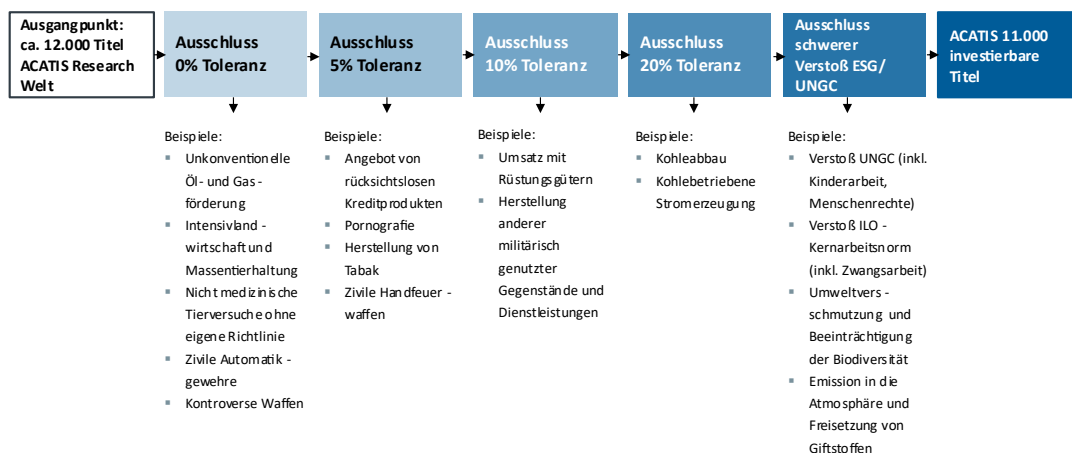 Ausgangpunkt:
ca. 12.000 Titel
ACATIS Research
Welt
Ausschluss
0% Toleranz
Ausschluss
5% Toleranz
Ausschluss
10% Toleranz
Ausschluss
20% Toleranz
Ausschluss
schwerer
Verstoß ESG/
UNGC
ACATIS 11.000
investierbare
Titel
Beispiele:
▪ Unkonventionelle
Öl- und Gas -
förderung
▪ Intensivland -
wirtschaft und
Massentierhaltung
▪ Nicht medizinische
Tierversuche ohne
eigene Richtlinie
▪ Zivile Automatik -
gewehre
▪ Kontroverse Waffen
Beispiele:
▪ Angebot von
rücksichtslosen
Kreditprodukten
▪ Pornografie
▪ Herstellung von
Tabak
▪ Zivile Handfeuer -
waffen
Beispiele:
▪ Umsatz mit
Rüstungsgütern
▪ Herstellung
anderer
militärisch
genutzter
Gegenstände und
Dienstleistungen
Beispiele:
▪ Kohleabbau
▪ Kohlebetriebene
Stromerzeugung
Beispiele:
▪ Verstoß UNGC (inkl.
Kinderarbeit,
Menschenrechte)
▪ Verstoß ILO -
Kernarbeitsnorm
(inkl. Zwangsarbeit)
▪ Umweltvers -
schmutzung und
Beeinträchtigung
der Biodiversität
▪ Emission in die
Atmosphäre und
Freisetzung von
Giftstoffen